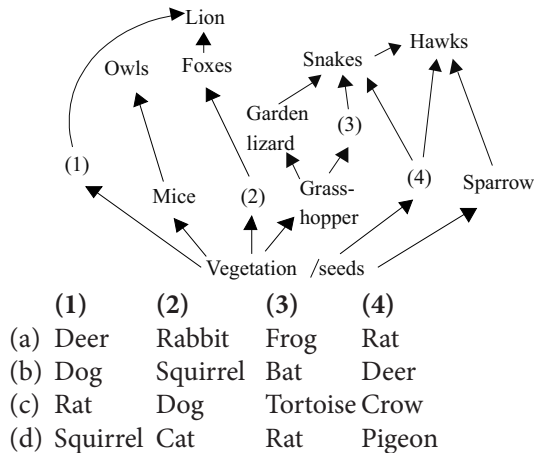 Lion
Hawks
Snakes
Owls
Foxes
Garden
lizard
(3)
(1)
(4)
Sparrow
Mice
(2)
Grass-
hopper
Vegetation /seeds
(1) (2) (3) (4)
(a) Deer Rabbit Frog Rat
(b) Dog Squirrel Bat Deer
(c) Rat Dog Tortoise Crow
(d) Squirrel Cat Rat Pigeon